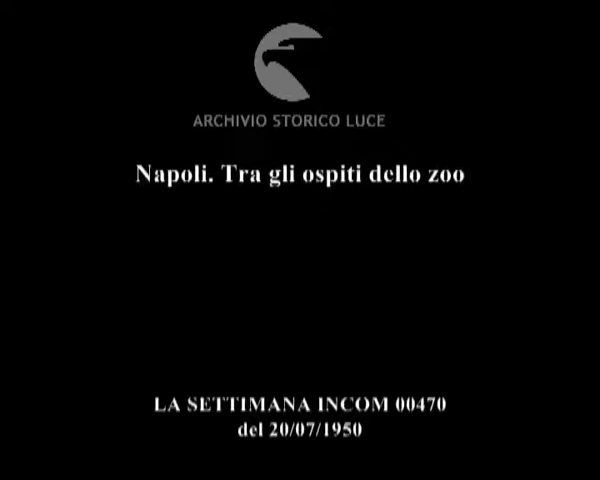 ARCHIVIO STORICO LUCE
Napoli. Tra gli ospiti dello zoo
LA SETTIMANA INCOM 00470
del 20/07/1950